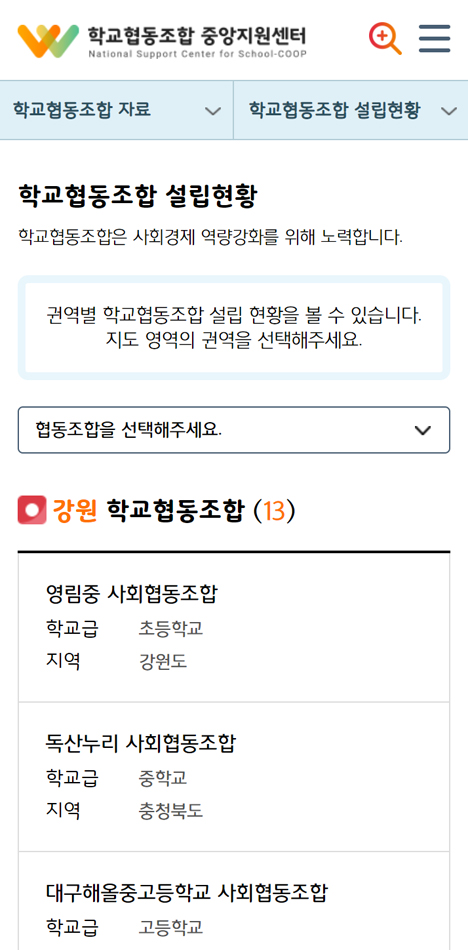 학교협동조합 중앙지원센터
National Support Center for School-COOP
학교협동조합 자료
학교협동조합 설립현황
학교협동조합 설립현황
학교협동조합은 사회경제 역량강화를 위해 노력합니다.
권역별 학교협동조합 설립 현황을 볼 수 있습니다.
지도 영역의 권역을 선택해주세요.
협동조합을 선택해주세요.
강원 학교협동조합 (13)
영림중 사회협동조합
학교급 초등학교
지역 강원도
독산누리 사회협동조합
학교급 중학교
지역 충청북도
대구해올중고등학교 사회협동조합
학교급 고등학교